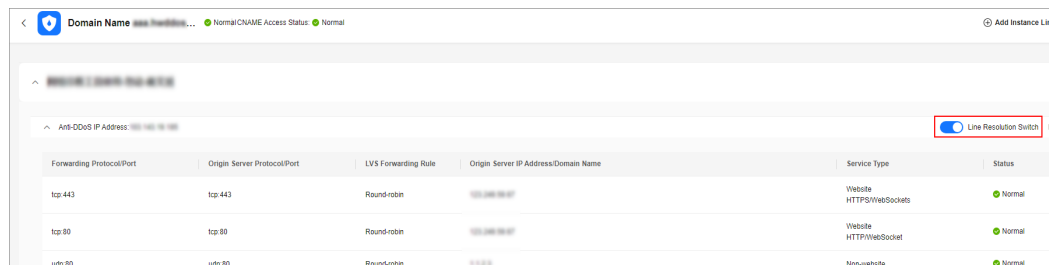 Domain Name
Normal CNAME Access Status: Normal
Add Instance Li
Anti-DDoS IP Address:
Line Resolution Switch
Forwarding Protocol/Port Origin Server Protocol/Port LVS Forwarding Rule Origin Server IP Address/Domain Name Service Type Status
tcp:443 tcp:443 Round-robin Website Normal
HTTPS/WebSockets
tcp:80 tcp:80 Round-robin Website Normal
HTTP/WebSocket
udp:80 udp:80 Round-robin Non-website Normal